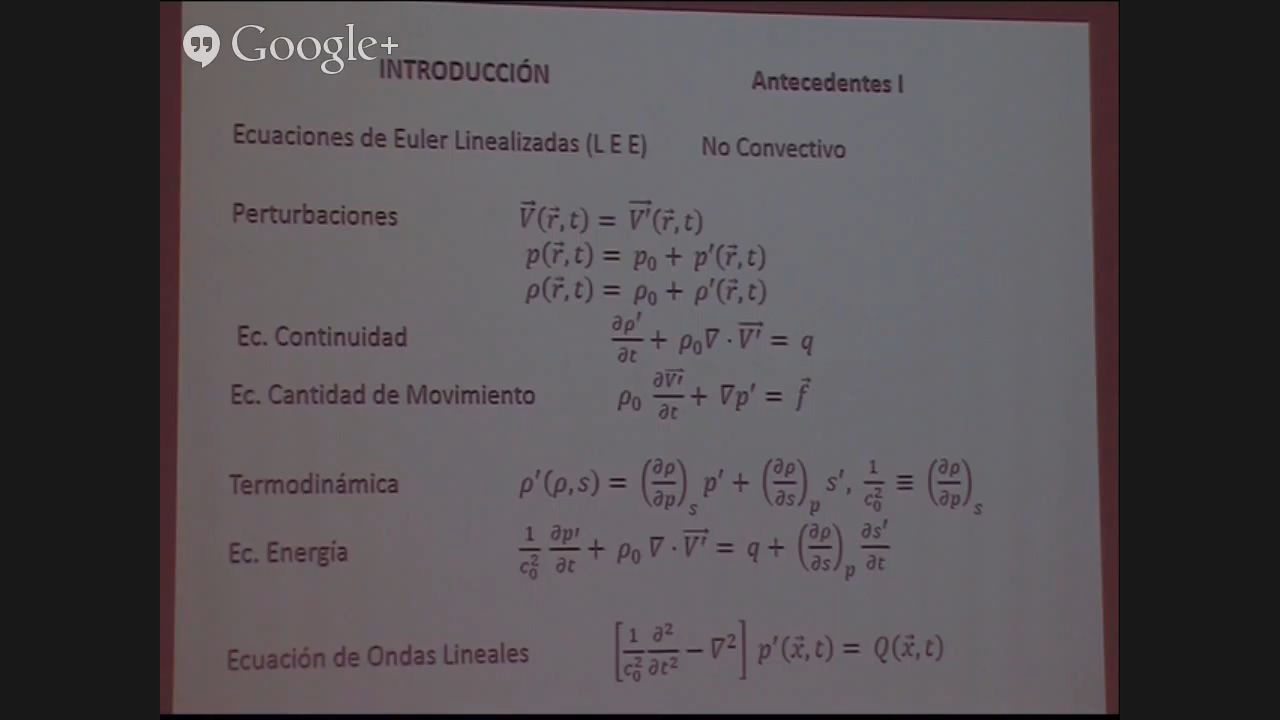 Google+
INTRODUCCIÓN Antecedentes I
Ecuaciones de Euler Linealizadas (L E E) No Convectivo
Perturbaciones V⃗(r⃗,t) = V⃗′(r⃗,t)
p(r⃗,t) = p₀ + p′(r⃗,t)
ρ(r⃗,t) = ρ₀ + ρ′(r⃗,t)
Ec. Continuidad ∂ρ′/∂t + ρ₀∇ · V⃗′ = q
Ec. Cantidad de Movimiento ρ₀ ∂V⃗′/∂t + ∇p′ = f⃗
Termodinámica ρ′(ρ,s) = (∂ρ/∂p)ₛ p′ + (∂ρ/∂s)ₚ s′, 1/c₀² ≡ (∂ρ/∂p)ₛ
Ec. Energía 1/c₀² ∂p′/∂t + ρ₀ ∇ · V⃗′ = q + (∂ρ/∂s)ₚ ∂s′/∂t
Ecuación de Ondas Lineales [1/c₀² ∂²/∂t² − ∇²] p′(x⃗,t) = Q(x⃗,t)